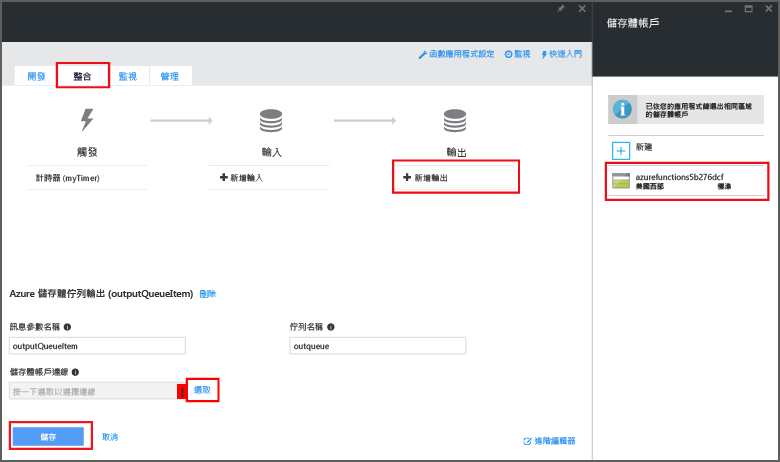 函數應用程式設定 監視 快速入門
開發 整合 監視 管理
觸發 輸入 輸出
計時器 (myTimer) 新增輸入 新增輸出
Azure 儲存體佇列輸出 (outputQueueItem) 刪除
訊息參數名稱 佇列名稱
outputQueueItem outqueue
儲存體帳戶連線
按一下選取以選擇連線 選取
儲存 取消 進階編輯器
儲存體帳戶
已依您的應用程式篩選出相同區域
的儲存體帳戶
新建
azurefunctions5b276dcf
美國西部 標準